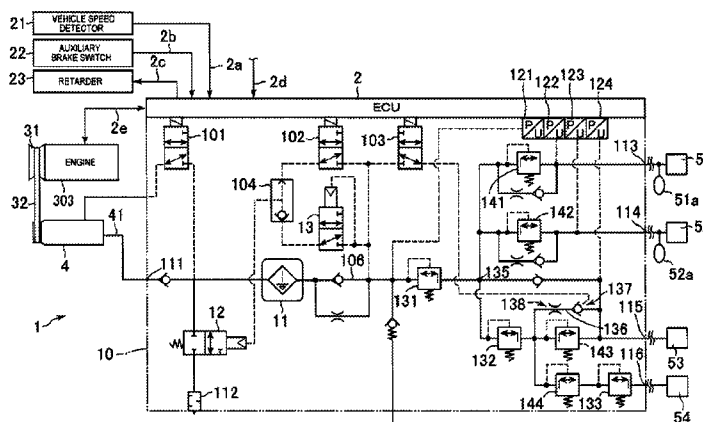 21
VEHICLE SPEED
DETECTOR
22
AUXILIARY
BRAKE SWITCH
2b
23
RETARDER
2c
2a
2d
2
ECU
121
122
123
124
P
U
P
U
P
U
P
U
2e
31
ENGINE
303
32
4
41
101
102
103
104
13
106
111
11
12
112
1
10
131
141
142
135
113
51a
114
52a
138
137
136
115
53
132
143
116
144
133
54
5
5